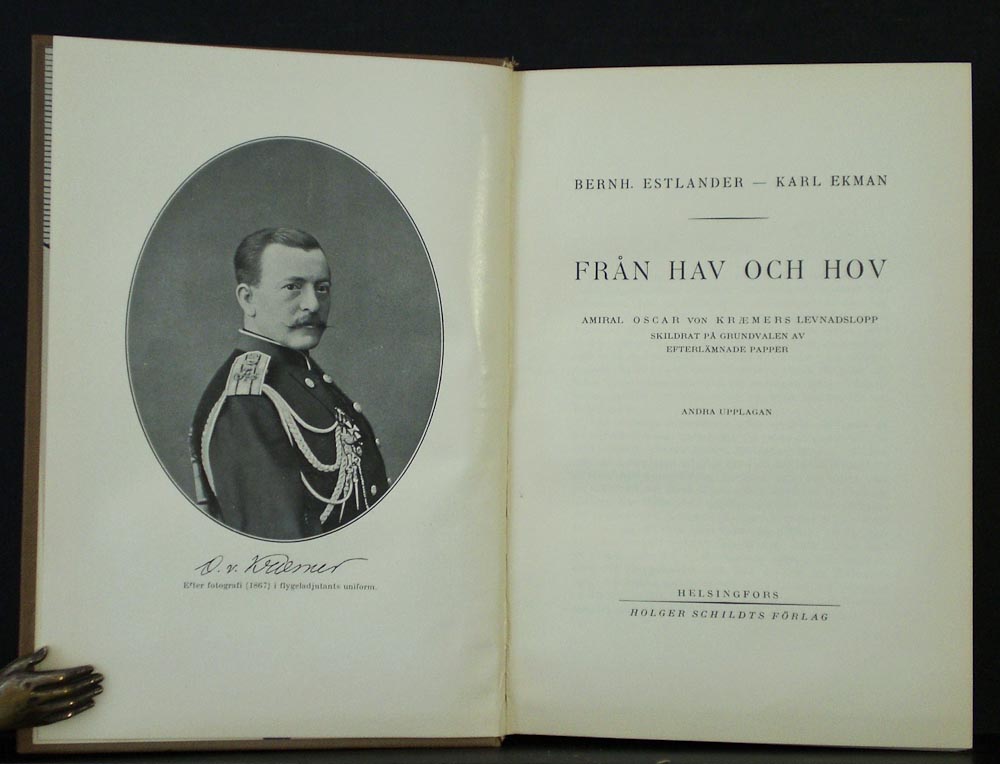 O. v. Kræmer
Efter fotografi (1867) i flygeladjutants uniform.
BERNH. ESTLANDER — KARL EKMAN
FRÅN HAV OCH HOV
AMIRAL OSCAR VON KRÆMERS LEVNADSLOPP
SKILDRAT PÅ GRUNDVALEN AV
EFTERLÄMNADE PAPPER
ANDRA UPPLAGAN
HELSINGFORS
HOLGER SCHILDTS FÖRLAG